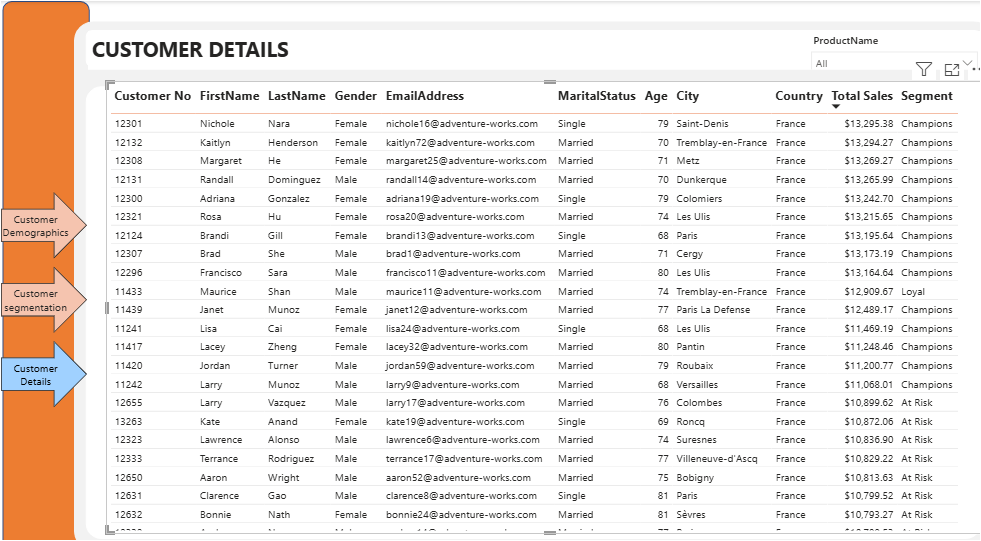 CUSTOMER DETAILS
ProductName
All
Customer No FirstName LastName Gender EmailAddress MaritalStatus Age City Country Total Sales Segment
12301 Nichole Nara Female nichole16@adventure-works.com Single 79 Saint-Denis France $13,295.38 Champions
12132 Kaitlyn Henderson Female kaitlyn72@adventure-works.com Married 70 Tremblay-en-France France $13,294.27 Champions
12308 Margaret He Female margaret25@adventure-works.com Married 71 Metz France $13,269.27 Champions
12131 Randall Dominguez Male randall14@adventure-works.com Married 70 Dunkerque France $13,265.99 Champions
12300 Adriana Gonzalez Female adriana19@adventure-works.com Single 79 Colomiers France $13,242.70 Champions
12321 Rosa Hu Female rosa20@adventure-works.com Married 74 Les Ulis France $13,215.65 Champions
12124 Brandi Gill Female brandi13@adventure-works.com Single 68 Paris France $13,195.64 Champions
12307 Brad She Male brad1@adventure-works.com Married 71 Cergy France $13,173.19 Champions
12296 Francisco Sara Male francisco11@adventure-works.com Married 80 Les Ulis France $13,164.64 Champions
11433 Maurice Shan Male maurice11@adventure-works.com Married 74 Tremblay-en-France France $12,909.67 Loyal
11439 Janet Munoz Female janet12@adventure-works.com Married 77 Paris La Defense France $12,489.17 Champions
11241 Lisa Cai Female lisa24@adventure-works.com Single 68 Les Ulis France $11,469.19 Champions
11417 Lacey Zheng Female lacey32@adventure-works.com Married 80 Pantin France $11,248.46 Champions
11420 Jordan Turner Male jordan59@adventure-works.com Married 79 Roubaix France $11,200.77 Champions
11242 Larry Munoz Male larry9@adventure-works.com Married 68 Versailles France $11,068.01 Champions
12655 Larry Vazquez Male larry17@adventure-works.com Married 76 Colombes France $10,899.62 At Risk
13263 Kate Anand Female kate19@adventure-works.com Single 69 Roncq France $10,872.06 At Risk
12323 Lawrence Alonso Male lawrence6@adventure-works.com Married 74 Suresnes France $10,836.90 At Risk
12333 Terrance Rodriguez Male terrance17@adventure-works.com Married 77 Villeneuve-d'Ascq France $10,829.22 At Risk
12650 Aaron Wright Male aaron52@adventure-works.com Married 75 Bobigny France $10,813.63 At Risk
12631 Clarence Gao Male clarence8@adventure-works.com Single 81 Paris France $10,799.52 At Risk
12632 Bonnie Nath Female bonnie24@adventure-works.com Married 81 Sèvres France $10,793.27 At Risk
Customer
Demographics
Customer
segmentation
Customer
Details